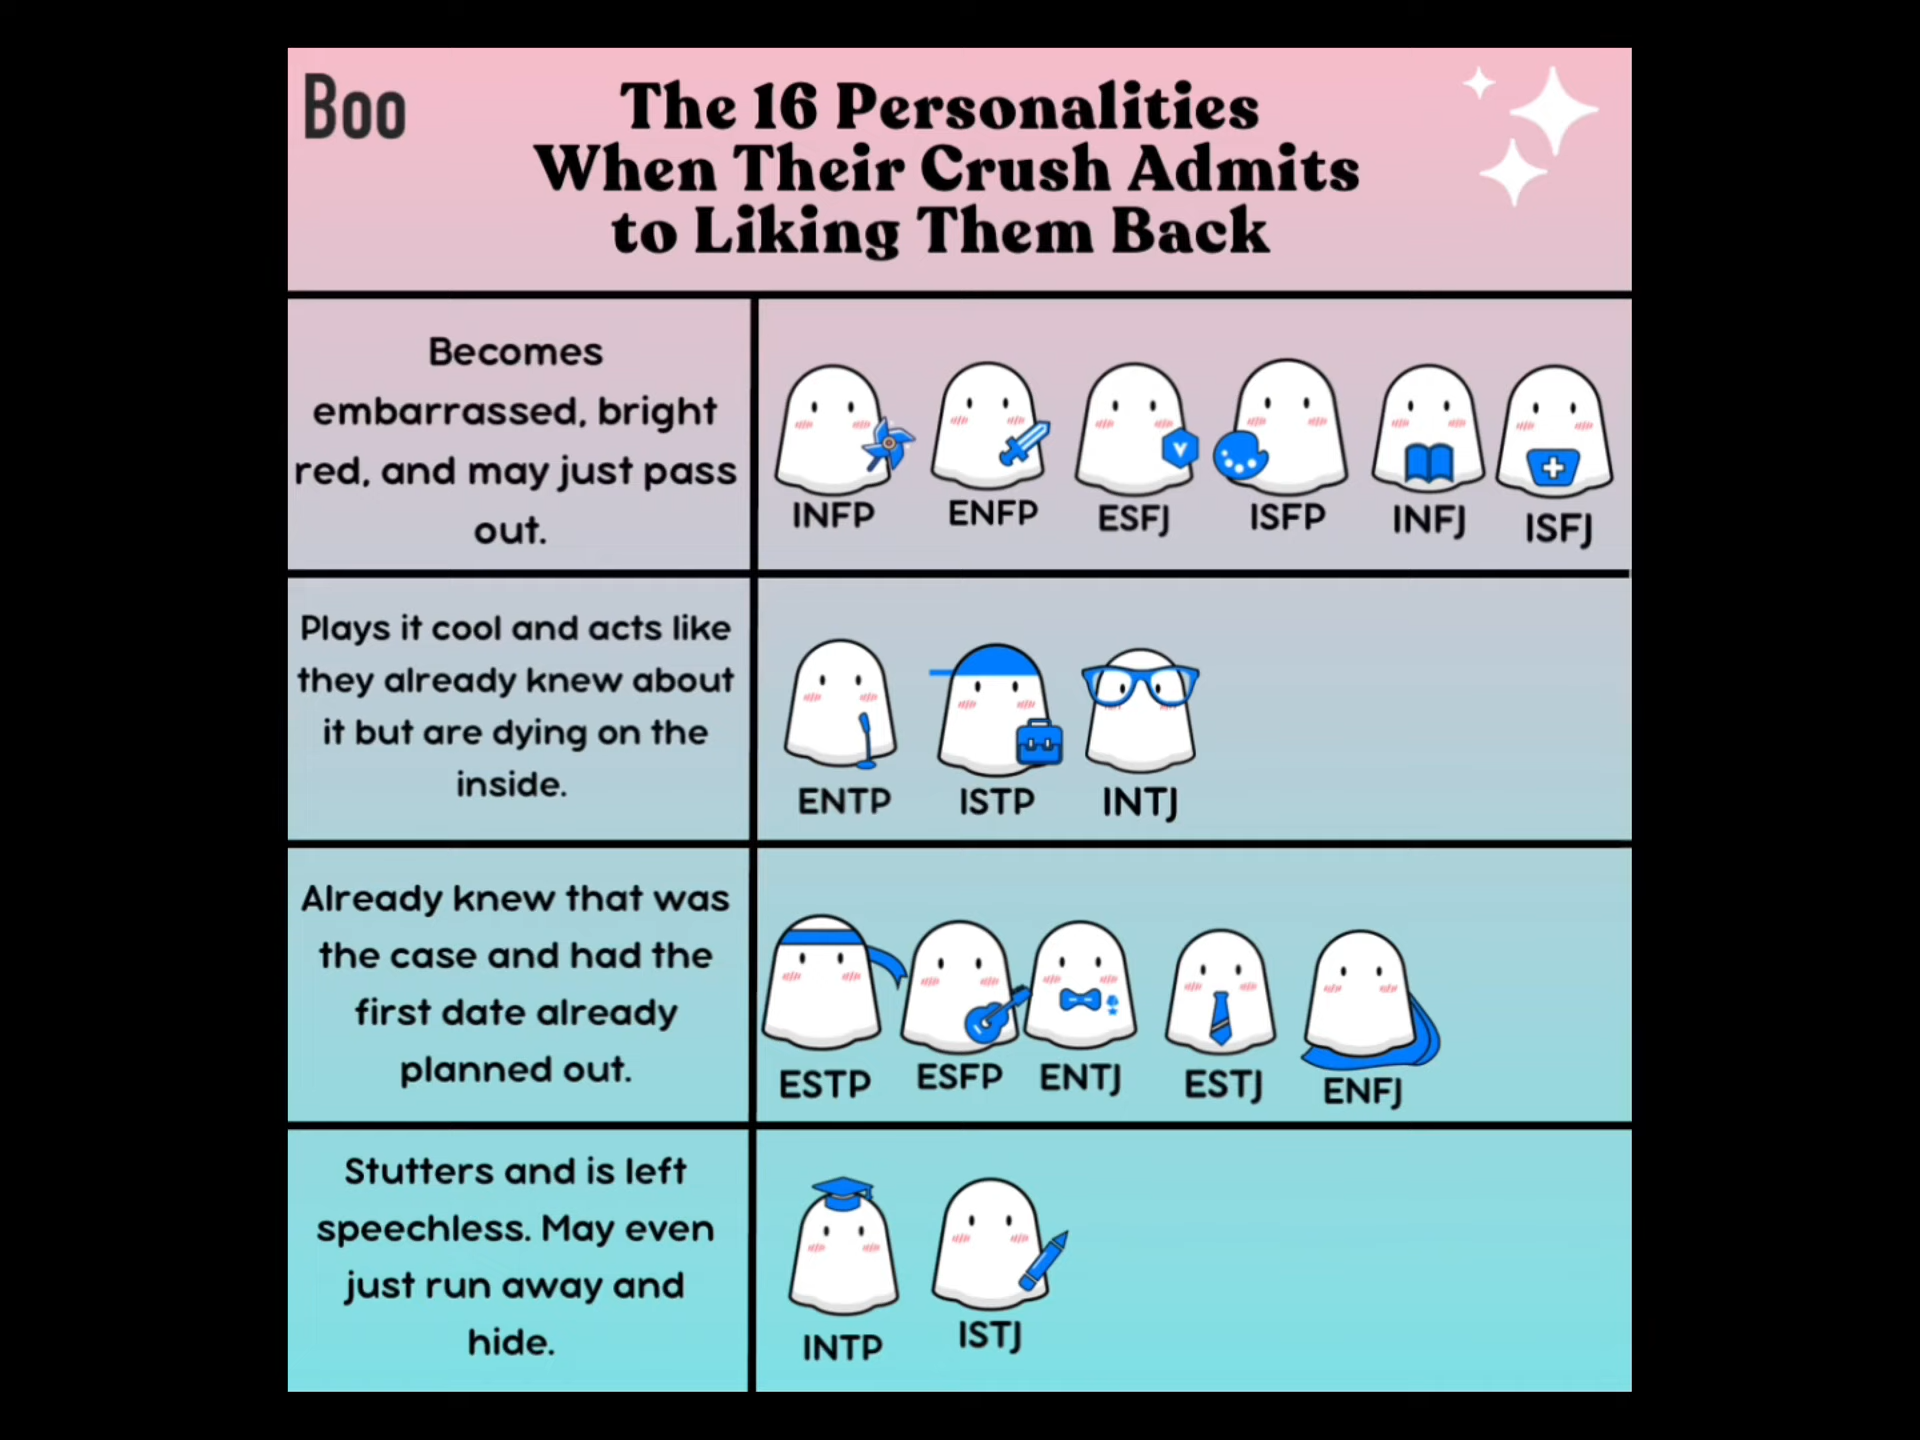 Boo
The 16 Personalities
When Their Crush Admits
to Liking Them Back
Becomes
embarrassed, bright
red, and may just pass
out.
INFP ENFP ESFJ ISFP INFJ ISFJ
Plays it cool and acts like
they already knew about
it but are dying on the
inside.
ENTP ISTP INTJ
Already knew that was
the case and had the
first date already
planned out.
ESTP ESFP ENTJ ESTJ ENFJ
Stutters and is left
speechless. May even
just run away and
hide.
INTP ISTJ